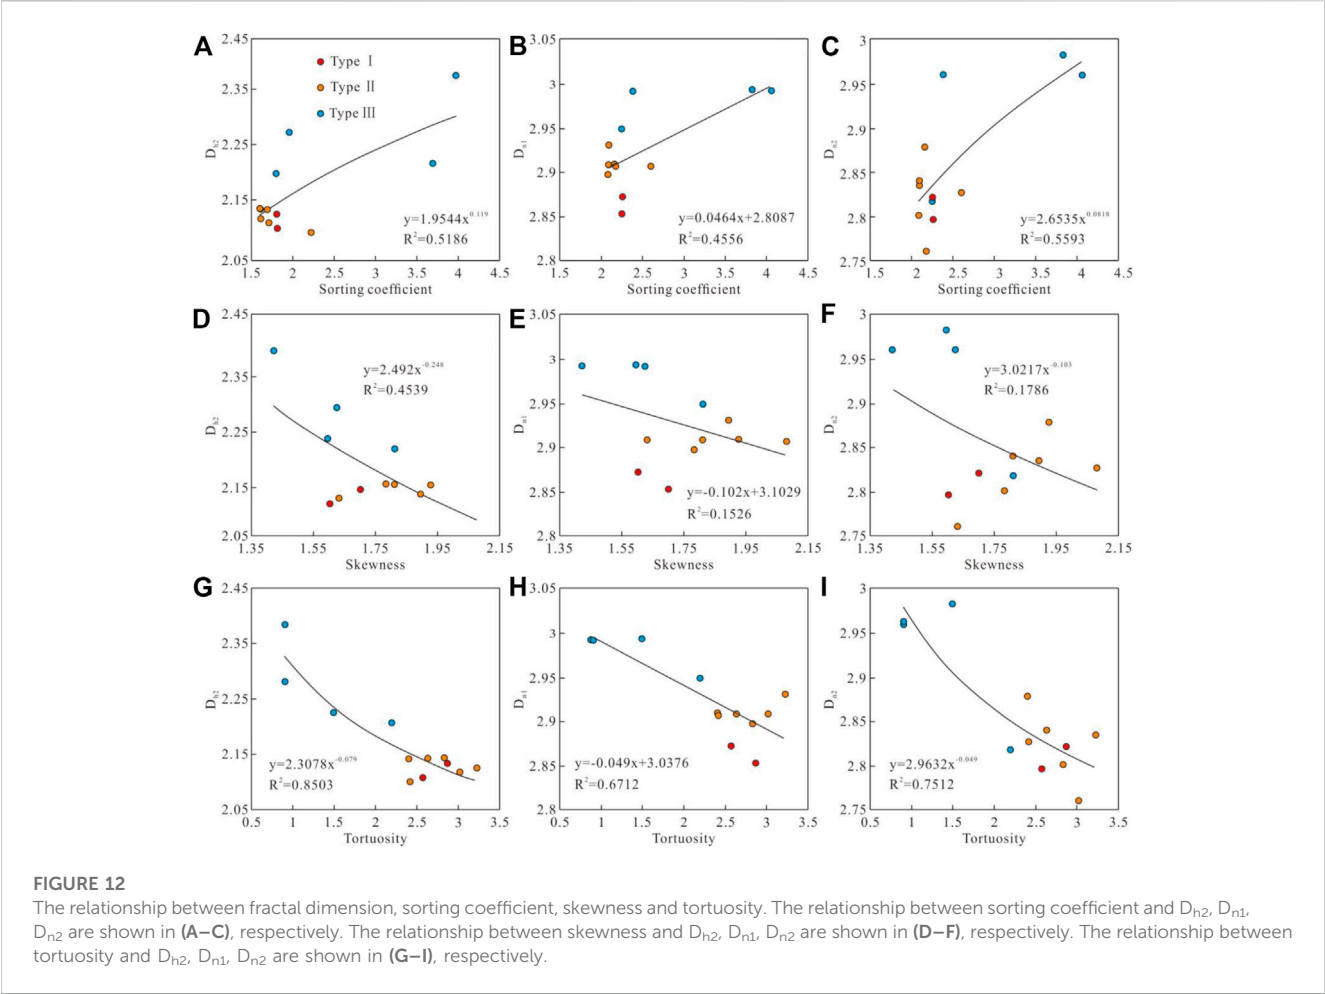 A
2.45
2.35
2.25
2.15
2.05
D_h2
Type Ⅰ
Type Ⅱ
Type Ⅲ
y=1.9544x^0.119
R²=0.5186
1.5 2 2.5 3 3.5 4 4.5
Sorting coefficient
B
3.05
3
2.95
2.9
2.85
2.8
D_n1
y=0.0464x+2.8087
R²=0.4556
1.5 2 2.5 3 3.5 4 4.5
Sorting coefficient
C
3
2.95
2.9
2.85
2.8
2.75
D_n2
y=2.6535x^0.0818
R²=0.5593
1.5 2 2.5 3 3.5 4 4.5
Sorting coefficient
D
2.45
2.35
2.25
2.15
2.05
D_h2
y=2.492x^-0.248
R²=0.4539
1.35 1.55 1.75 1.95 2.15
Skewness
E
3.05
3
2.95
2.9
2.85
2.8
D_n1
y=-0.102x+3.1029
R²=0.1526
1.35 1.55 1.75 1.95 2.15
Skewness
F
3
2.95
2.9
2.85
2.8
2.75
D_n2
y=3.0217x^-0.103
R²=0.1786
1.35 1.55 1.75 1.95 2.15
Skewness
G
2.45
2.35
2.25
2.15
2.05
D_h2
y=2.3078x^-0.079
R²=0.8503
0.5 1 1.5 2 2.5 3 3.5
Tortuosity
H
3.05
3
2.95
2.9
2.85
2.8
D_n1
y=-0.049x+3.0376
R²=0.6712
0.5 1 1.5 2 2.5 3 3.5
Tortuosity
I
3
2.95
2.9
2.85
2.8
2.75
D_n2
y=2.9632x^-0.049
R²=0.7512
0.5 1 1.5 2 2.5 3 3.5
Tortuosity
FIGURE 12
The relationship between fractal dimension, sorting coefficient, skewness and tortuosity. The relationship between sorting coefficient and D_h2, D_n1,
D_n2 are shown in (A–C), respectively. The relationship between skewness and D_h2, D_n1, D_n2 are shown in (D–F), respectively. The relationship between
tortuosity and D_h2, D_n1, D_n2 are shown in (G–I), respectively.